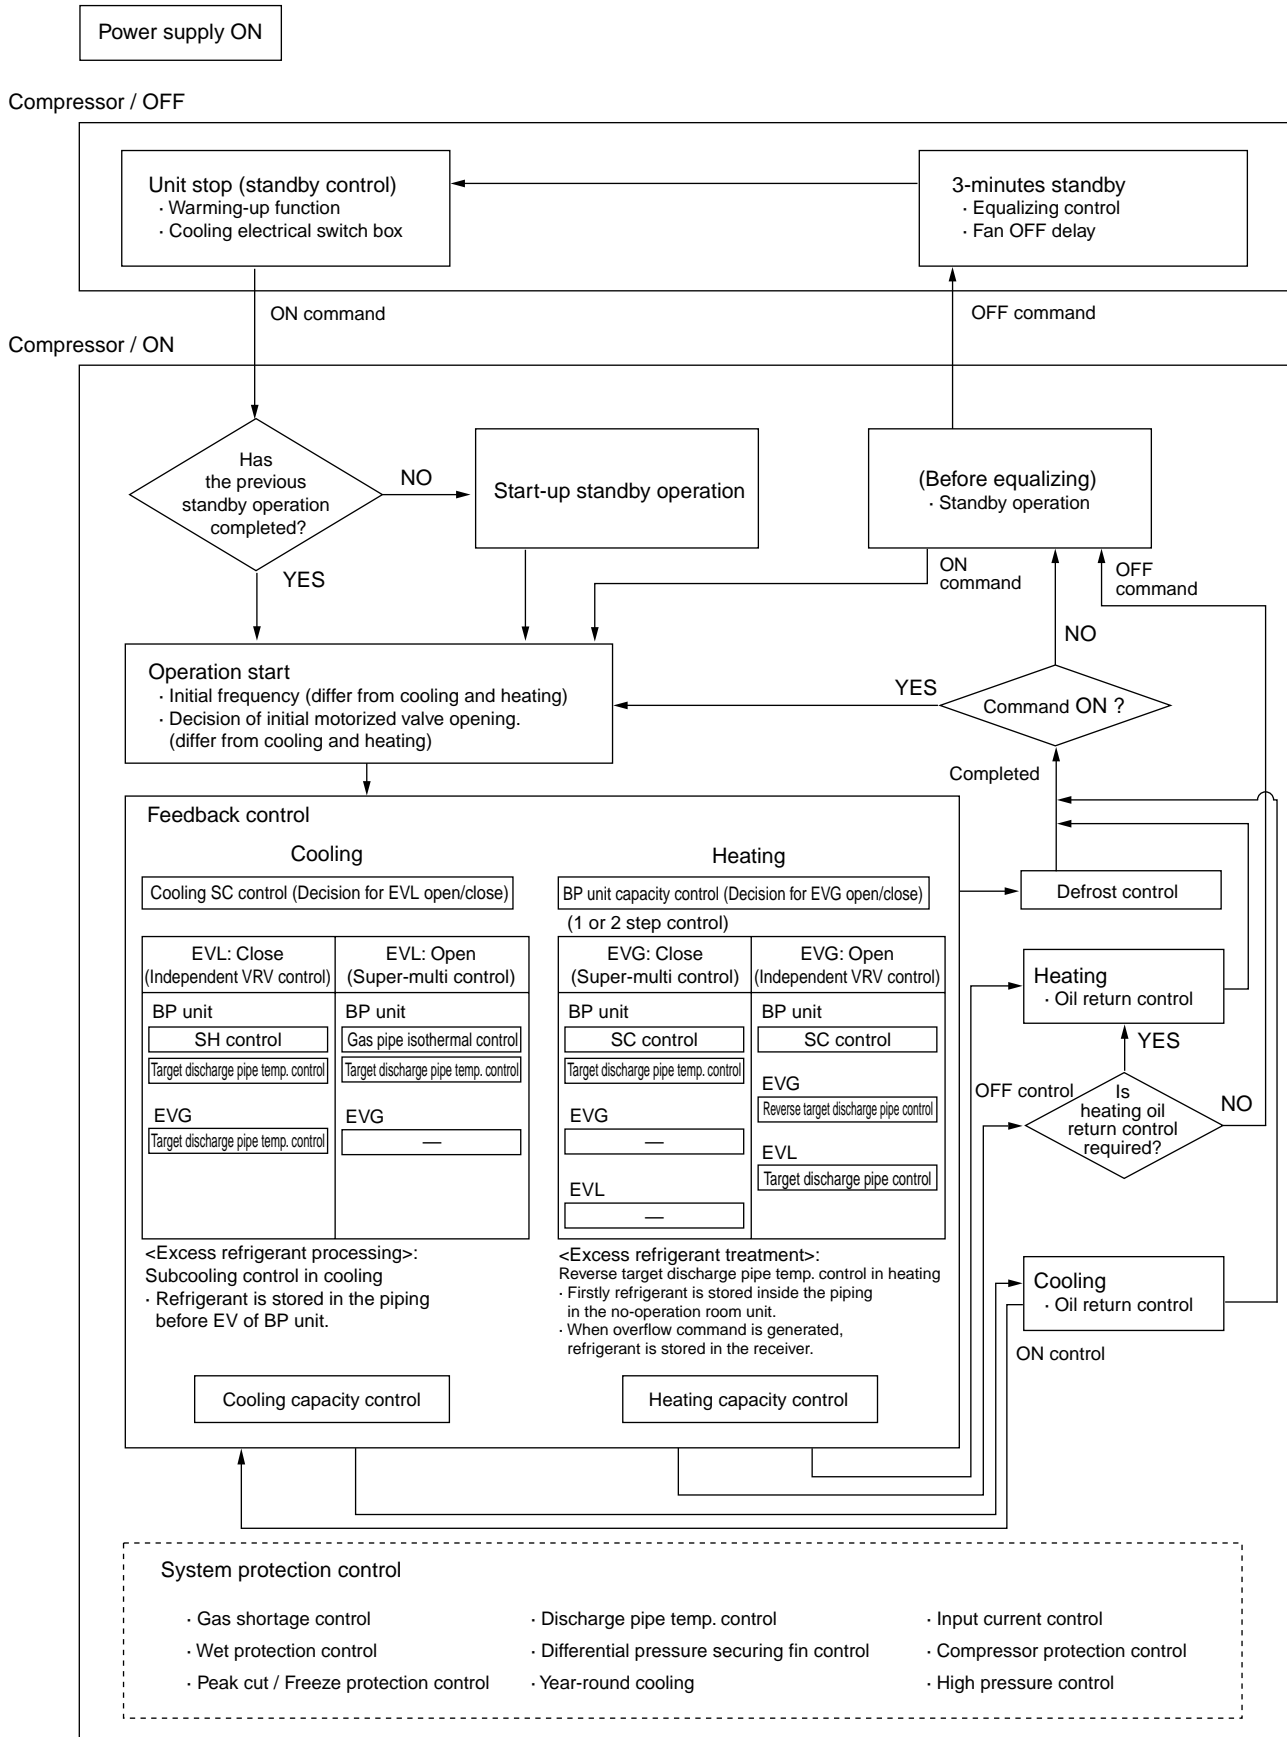 Power supply ON
Compressor / OFF
Unit stop (standby control)
· Warming-up function
· Cooling electrical switch box
3-minutes standby
· Equalizing control
· Fan OFF delay
ON command
OFF command
Compressor / ON
Has
the previous
standby operation
completed?
NO
YES
Start-up standby operation
(Before equalizing)
· Standby operation
ON
command
OFF
command
NO
YES
Command ON ?
Completed
Operation start
· Initial frequency (differ from cooling and heating)
· Decision of initial motorized valve opening.
(differ from cooling and heating)
Feedback control
Cooling
Cooling SC control (Decision for EVL open/close)
EVL: Close
(Independent VRV control)
BP unit
SH control
Target discharge pipe temp. control
EVG
Target discharge pipe temp. control
EVL: Open
(Super-multi control)
BP unit
Gas pipe isothermal control
Target discharge pipe temp. control
EVG
—
<Excess refrigerant processing>:
Subcooling control in cooling
· Refrigerant is stored in the piping
before EV of BP unit.
Cooling capacity control
Heating
BP unit capacity control (Decision for EVG open/close)
(1 or 2 step control)
EVG: Close
(Super-multi control)
BP unit
SC control
Target discharge pipe temp. control
EVG
—
EVL
—
EVG: Open
(Independent VRV control)
BP unit
SC control
EVG
Reverse target discharge pipe control
EVL
Target discharge pipe control
<Excess refrigerant treatment>:
Reverse target discharge pipe temp. control in heating
· Firstly refrigerant is stored inside the piping
in the no-operation room unit.
· When overflow command is generated,
refrigerant is stored in the receiver.
Heating capacity control
Defrost control
Heating
· Oil return control
YES
OFF control
Is
heating oil
return control
required?
NO
Cooling
· Oil return control
ON control
System protection control
· Gas shortage control
· Wet protection control
· Peak cut / Freeze protection control
· Discharge pipe temp. control
· Differential pressure securing fin control
· Year-round cooling
· Input current control
· Compressor protection control
· High pressure control